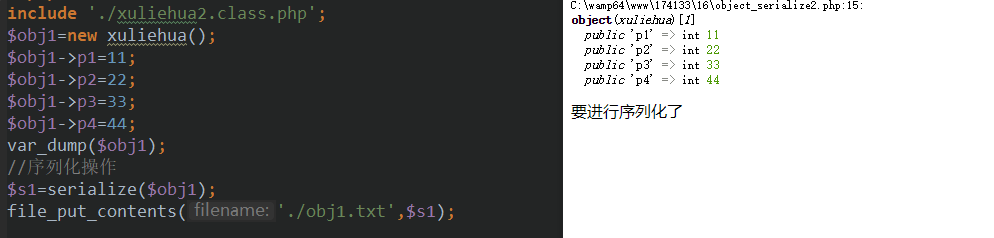 include './xuliehua2.class.php';
$obj1=new xuliehua();
$obj1->p1=11;
$obj1->p2=22;
$obj1->p3=33;
$obj1->p4=44;
var_dump($obj1);
//序列化操作
$s1=serialize($obj1);
file_put_contents( filename: './obj1.txt',$s1);
C:\wamp64\www\174133\16\object_serialize2.php:15:
object(xuliehua)[1]
public 'p1' => int 11
public 'p2' => int 22
public 'p3' => int 33
public 'p4' => int 44
要进行序列化了